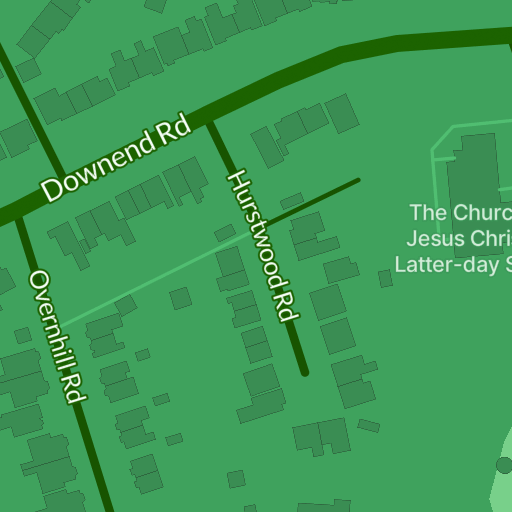 Downend Rd
Hurstwood Rd
The Churc
Jesus Chris
Latter-day S
Overnhill Rd